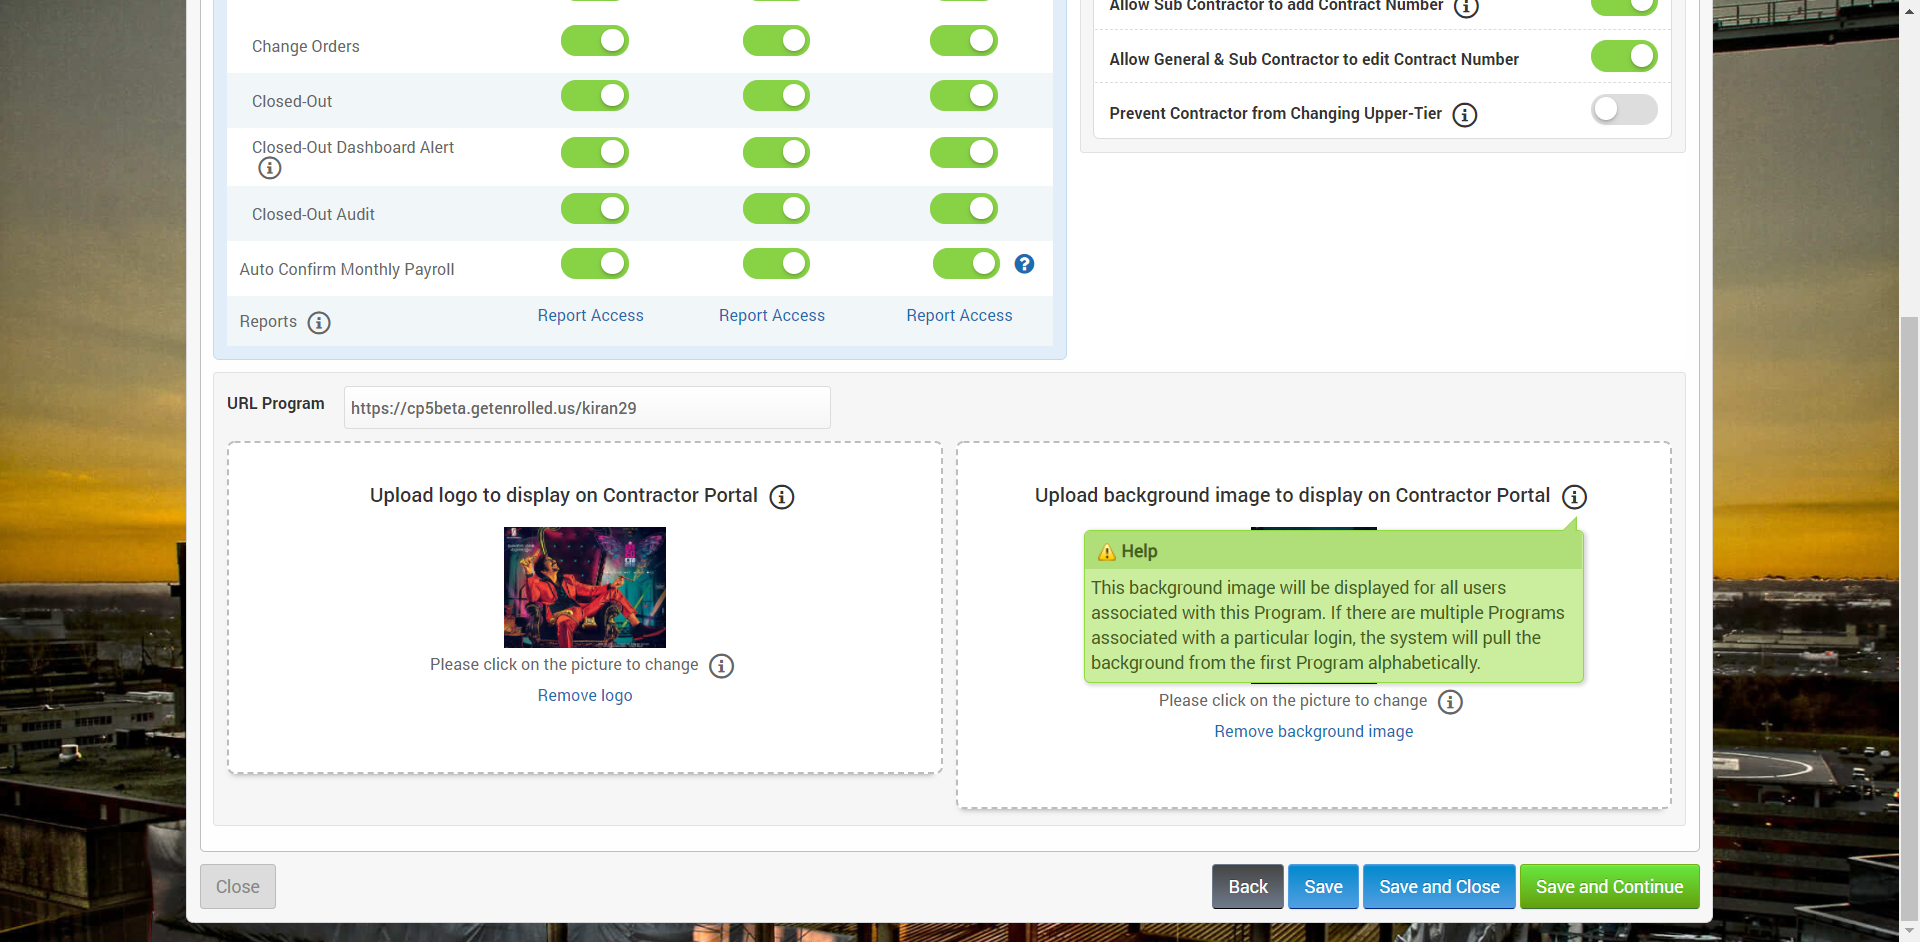 Allow Sub Contractor to add Contract Number
Change Orders
Allow General & Sub Contractor to edit Contract Number
Closed-Out
Prevent Contractor from Changing Upper-Tier
Closed-Out Dashboard Alert
Closed-Out Audit
Auto Confirm Monthly Payroll
Reports
Report Access
Report Access
Report Access
URL Program
https://cp5beta.getenrolled.us/kiran29
Upload logo to display on Contractor Portal
Please click on the picture to change
Remove logo
Upload background image to display on Contractor Portal
Help
This background image will be displayed for all users
associated with this Program. If there are multiple Programs
associated with a particular login, the system will pull the
background from the first Program alphabetically.
Please click on the picture to change
Remove background image
Close
Back
Save
Save and Close
Save and Continue